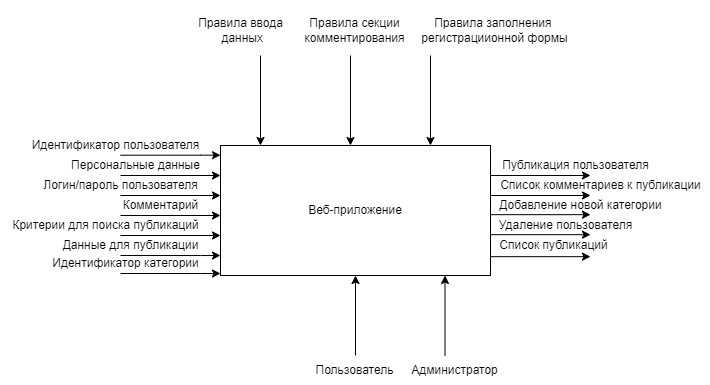 Правила ввода
данных
Правила секции
комментирования
Правила заполнения
регистрациионной формы
Идентификатор пользователя
Персональные данные
Логин/пароль пользователя
Комментарий
Критерии для поиска публикаций
Данные для публикации
Идентификатор категории
Веб-приложение
Публикация пользователя
Список комментариев к публикации
Добавление новой категории
Удаление пользователя
Список публикаций
Пользователь
Администратор